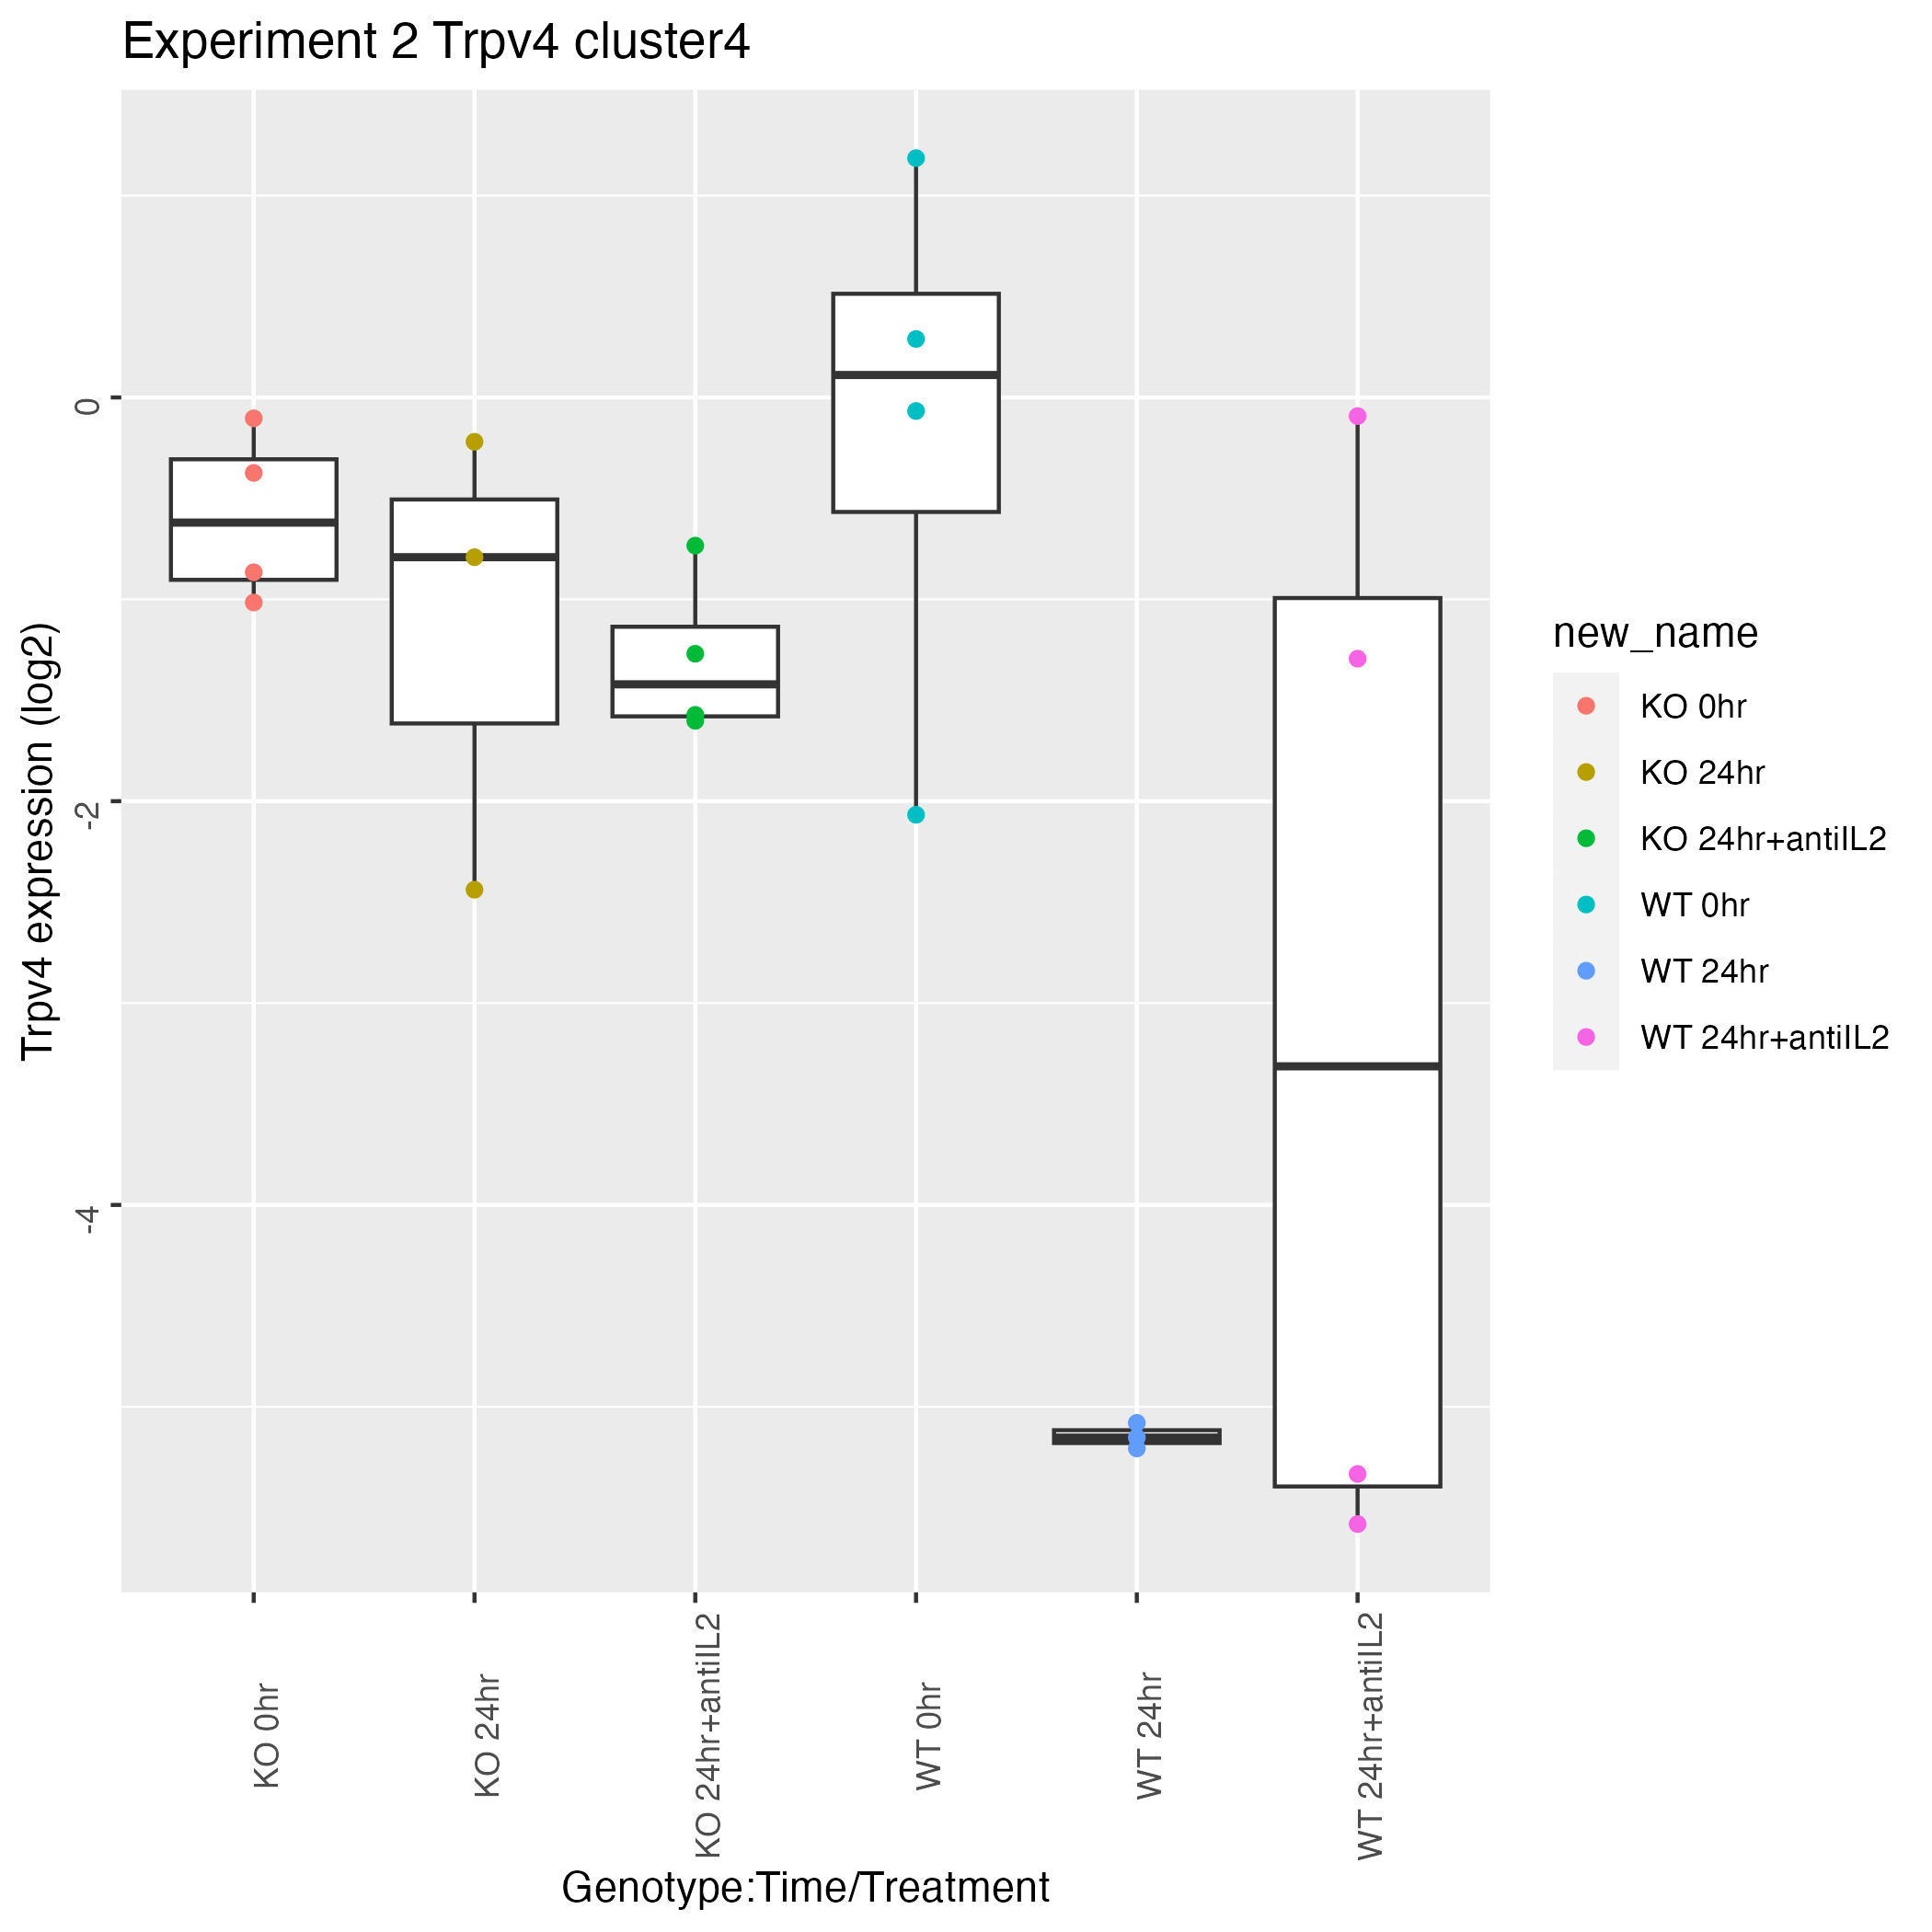 Experiment 2 Trpv4 cluster4
Trpv4 expression (log2)
0
-2
-4
KO 0hr
KO 24hr
KO 24hr+antiIL2
WT 0hr
WT 24hr
WT 24hr+antiIL2
Genotype:Time/Treatment
new_name
KO 0hr
KO 24hr
KO 24hr+antiIL2
WT 0hr
WT 24hr
WT 24hr+antiIL2